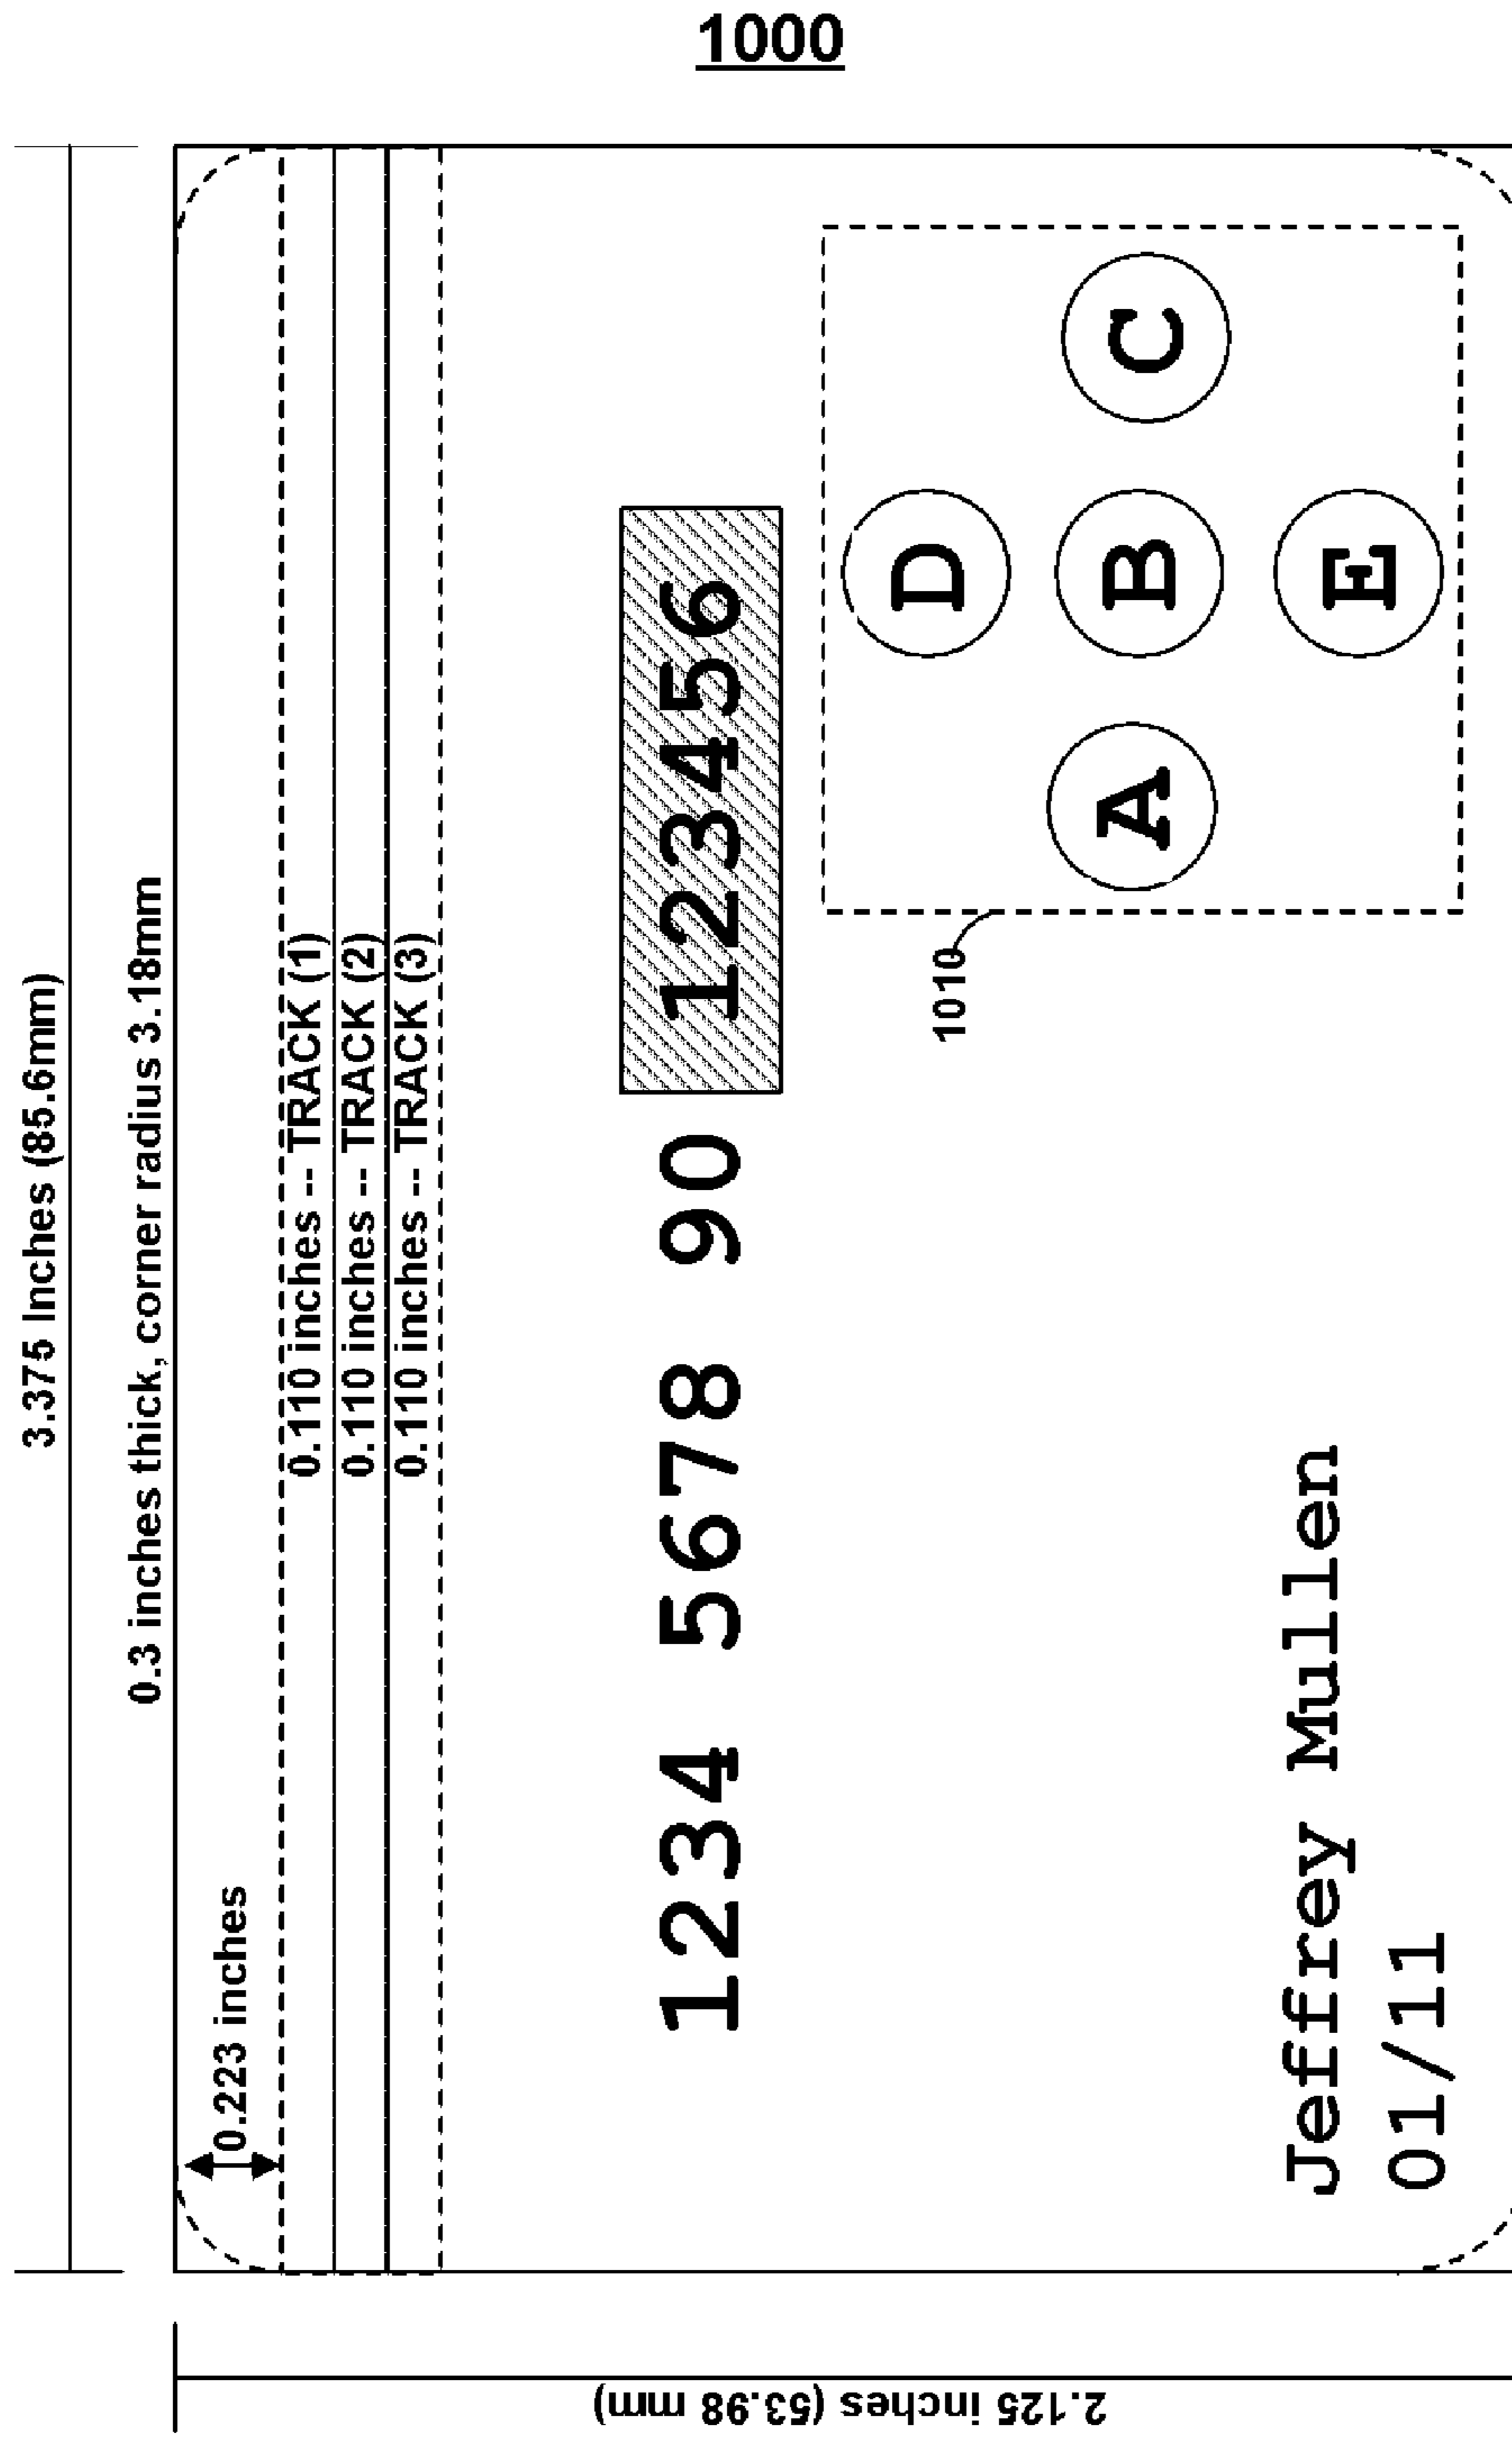 1000
3.375 Inches (85.6mm)
0.3 inches thick, corner radius 3.18mm
0.223 inches
0.110 inches -- TRACK (1)
0.110 inches -- TRACK (2)
0.110 inches -- TRACK (3)
1234 5678 90 123456
1010
D
A B C
E
Jeffrey Mullen
01/11
2.125 inches (53.98 mm)